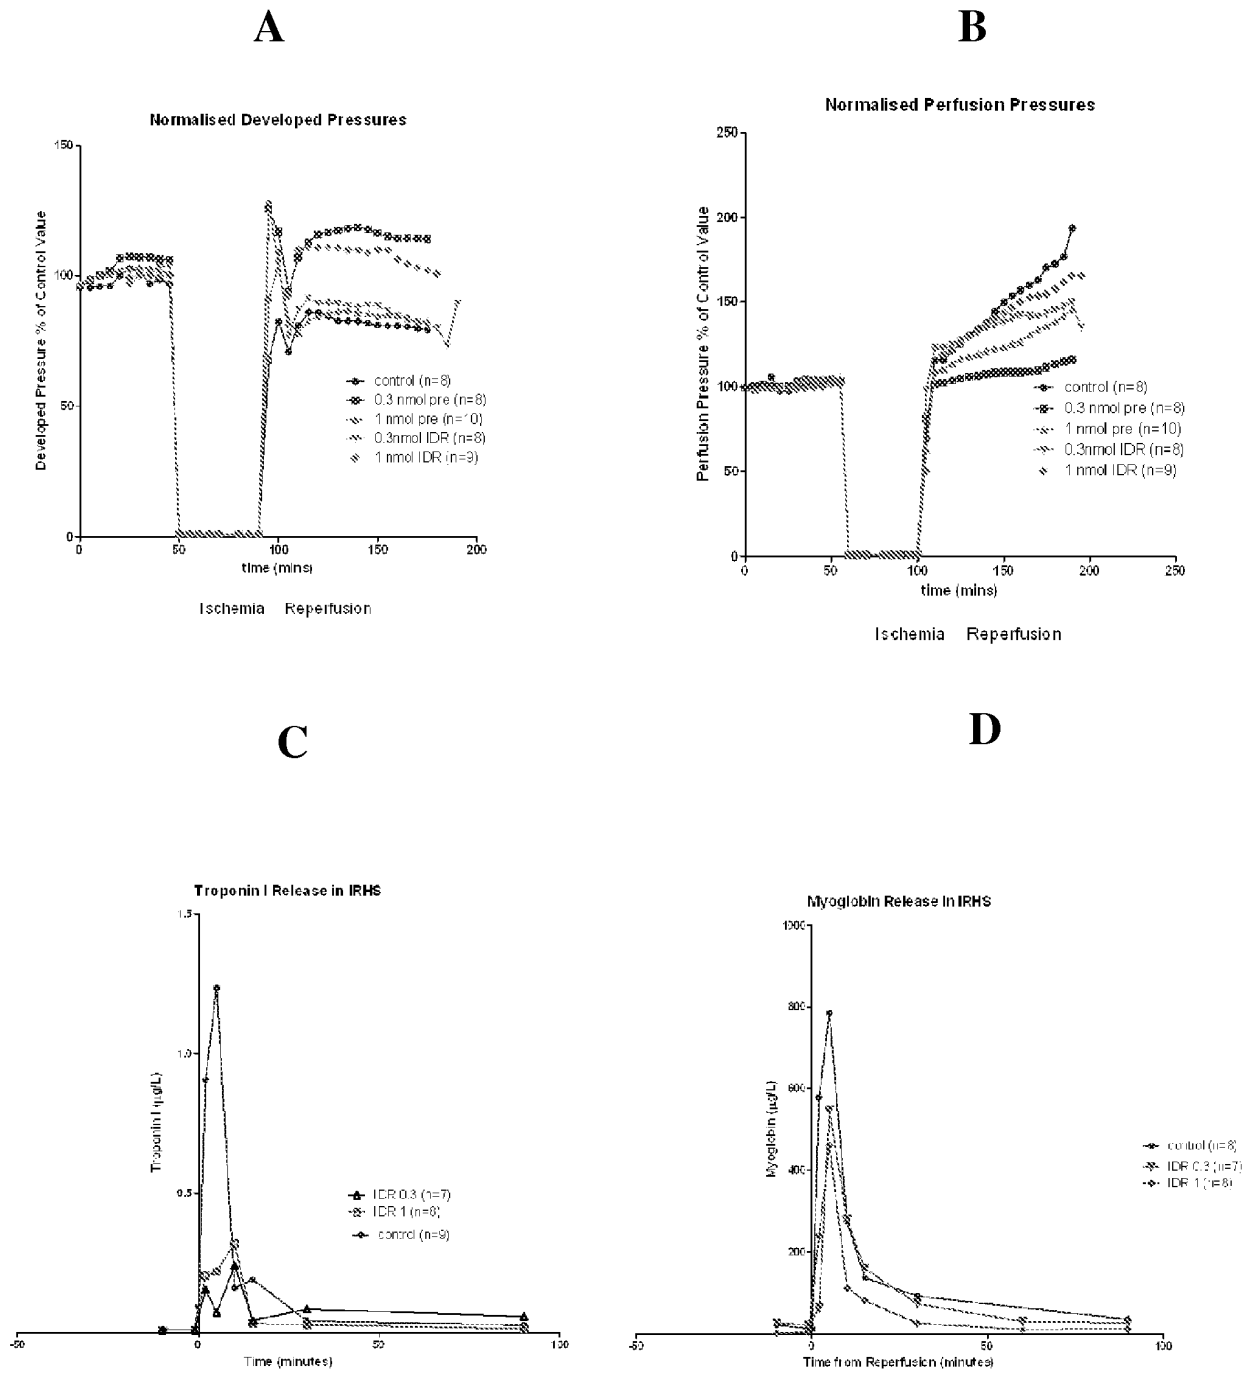 A
B
Normalised Developed Pressures
Normalised Perfusion Pressures
150
100
50
0
Developed Pressure % of Control Value
0
50
100
150
200
time (mins)
control (n=8)
0.3 nmol pre (n=8)
1 nmol pre (n=10)
0.3nmol IDR (n=8)
1 nmol IDR (n=9)
Ischemia Reperfusion
250
200
150
100
50
0
Perfusion Pressure % of Control Value
0
50
100
150
200
250
time (mins)
control (n=8)
0.3 nmol pre (n=8)
1 nmol pre (n=10)
0.3nmol IDR (n=8)
1 nmol IDR (n=9)
Ischemia Reperfusion
C
D
Troponin I Release in IRHS
1.5
1.0
0.5
Troponin I (µg/L)
-50
0
50
100
Time (minutes)
IDR 0.3 (n=7)
IDR 1 (n=8)
control (n=9)
Myoglobin Release in IRHS
1000
800
600
400
200
Myoglobin (µg/L)
-50
0
50
100
Time from Reperfusion (minutes)
control (n=8)
IDR 0.3 (n=7)
IDR 1 (n=8)